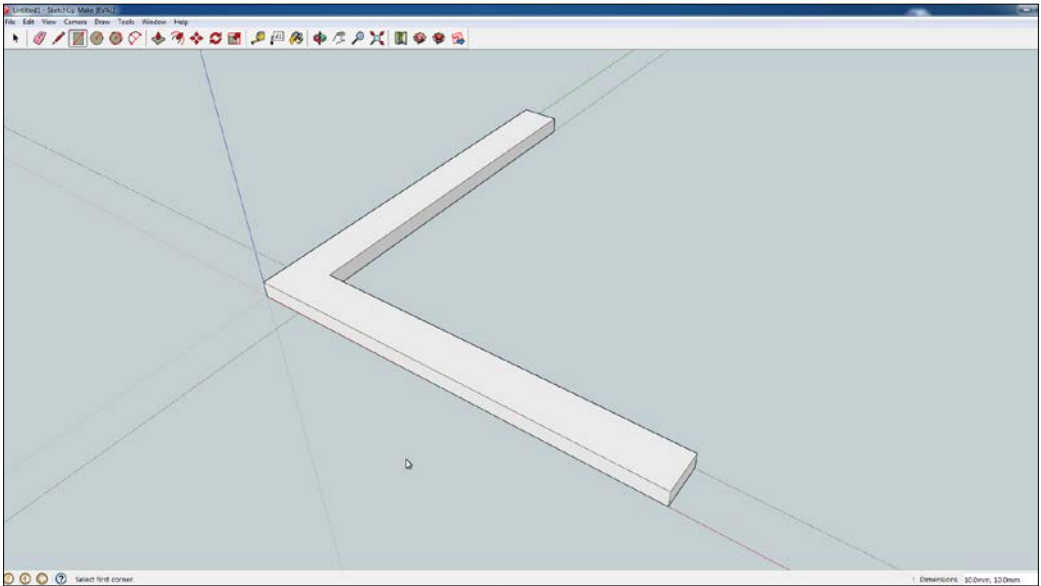 Untitled1 - SketchUp Make (EVAL)
File Edit View Camera Draw Tools Window Help
Select first corner.
Dimensions 10.0mm, 10.0mm